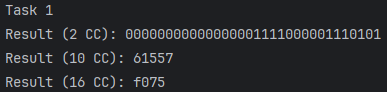 Task 1
Result (2 CC): 00000000000000001111000001110101
Result (10 CC): 61557
Result (16 CC): f075